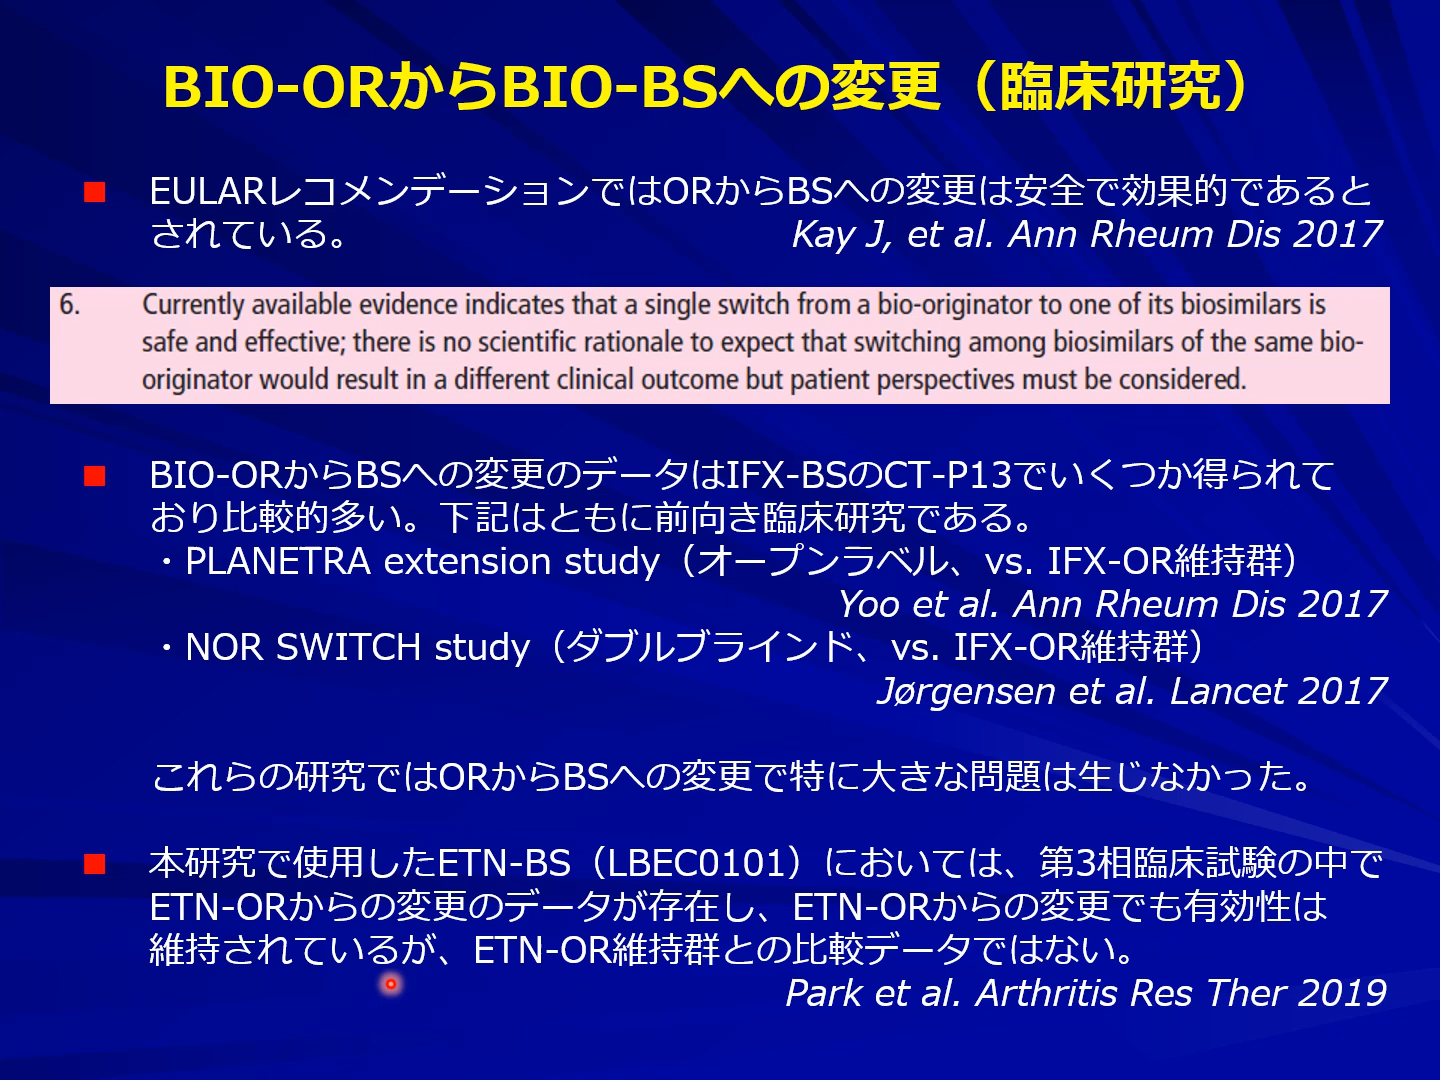 BIO-ORからBIO-BSへの変更（臨床研究）
EULARレコメンデーションではORからBSへの変更は安全で効果的であると
されている。 Kay J, et al. Ann Rheum Dis 2017
6. Currently available evidence indicates that a single switch from a bio-originator to one of its biosimilars is
safe and effective; there is no scientific rationale to expect that switching among biosimilars of the same bio-
originator would result in a different clinical outcome but patient perspectives must be considered.
BIO-ORからBSへの変更のデータはIFX-BSのCT-P13でいくつか得られて
おり比較的多い。下記はともに前向き臨床研究である。
・PLANETRA extension study（オープンラベル、vs. IFX-OR維持群）
Yoo et al. Ann Rheum Dis 2017
・NOR SWITCH study（ダブルブラインド、vs. IFX-OR維持群）
Jørgensen et al. Lancet 2017
これらの研究ではORからBSへの変更で特に大きな問題は生じなかった。
本研究で使用したETN-BS（LBEC0101）においては、第3相臨床試験の中で
ETN-ORからの変更のデータが存在し、ETN-ORからの変更でも有効性は
維持されているが、ETN-OR維持群との比較データではない。
Park et al. Arthritis Res Ther 2019